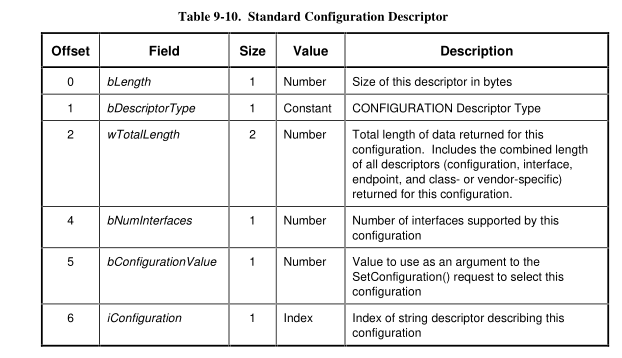 Table 9-10. Standard Configuration Descriptor
Offset Field Size Value Description
0 bLength 1 Number Size of this descriptor in bytes
1 bDescriptorType 1 Constant CONFIGURATION Descriptor Type
2 wTotalLength 2 Number Total length of data returned for this
configuration. Includes the combined length
of all descriptors (configuration, interface,
endpoint, and class- or vendor-specific)
returned for this configuration.
4 bNumInterfaces 1 Number Number of interfaces supported by this
configuration
5 bConfigurationValue 1 Number Value to use as an argument to the
SetConfiguration() request to select this
configuration
6 iConfiguration 1 Index Index of string descriptor describing this
configuration